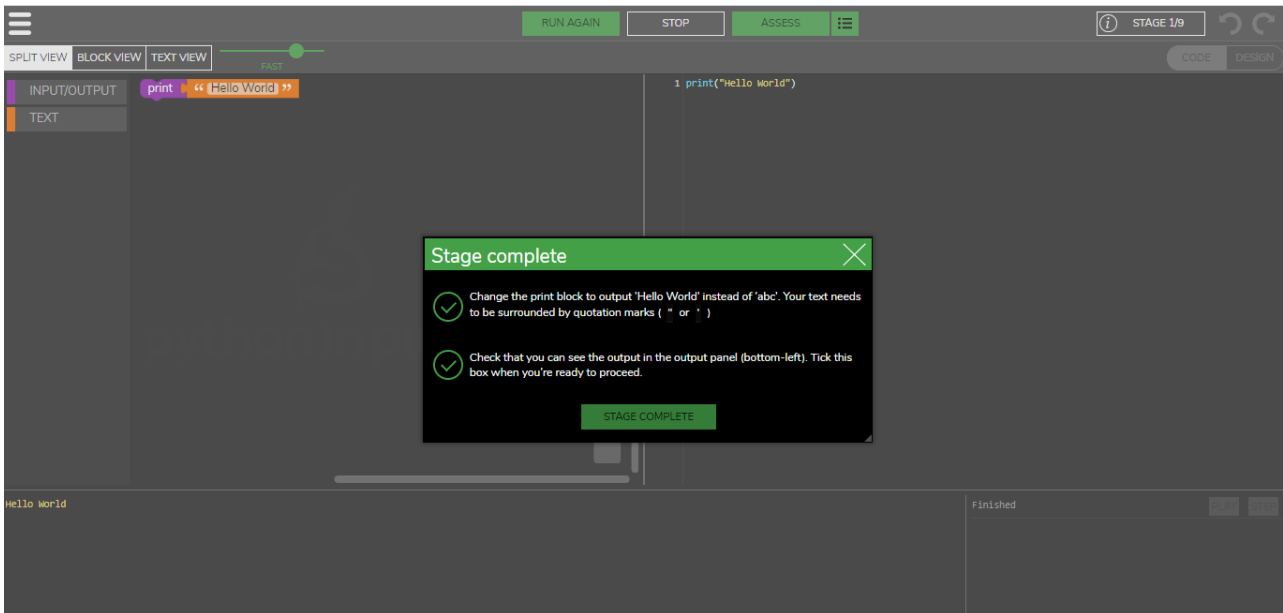 RUN AGAIN STOP ASSESS i STAGE 1/9
SPLIT VIEW BLOCK VIEW TEXT VIEW FAST CODE DESIGN
INPUT/OUTPUT
TEXT
print “ Hello World ”
1 print("Hello World")
Stage complete
Change the print block to output 'Hello World' instead of 'abc'. Your text needs
to be surrounded by quotation marks ( " or ' )
Check that you can see the output in the output panel (bottom-left). Tick this
box when you're ready to proceed.
STAGE COMPLETE
Hello World
Finished